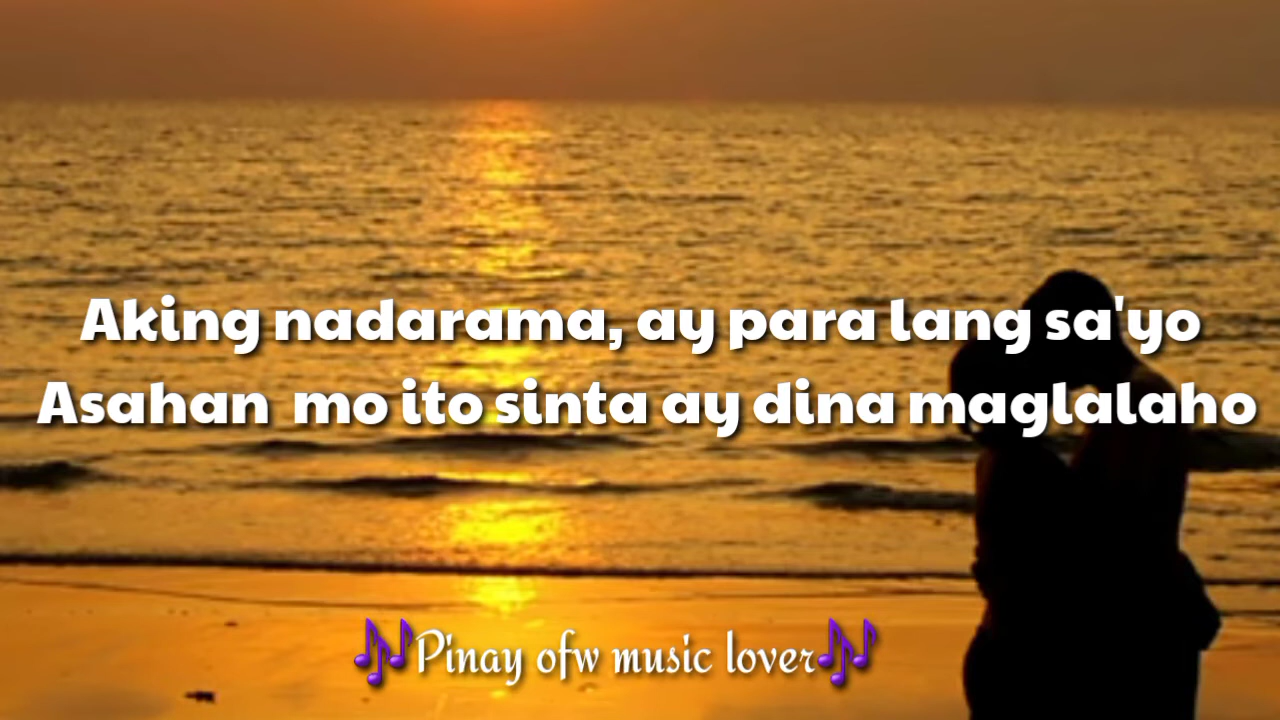 Aking nadarama, ay para lang sa'yo
Asahan mo ito sinta ay dina maglalaho
🎶Pinay ofw music lover🎶